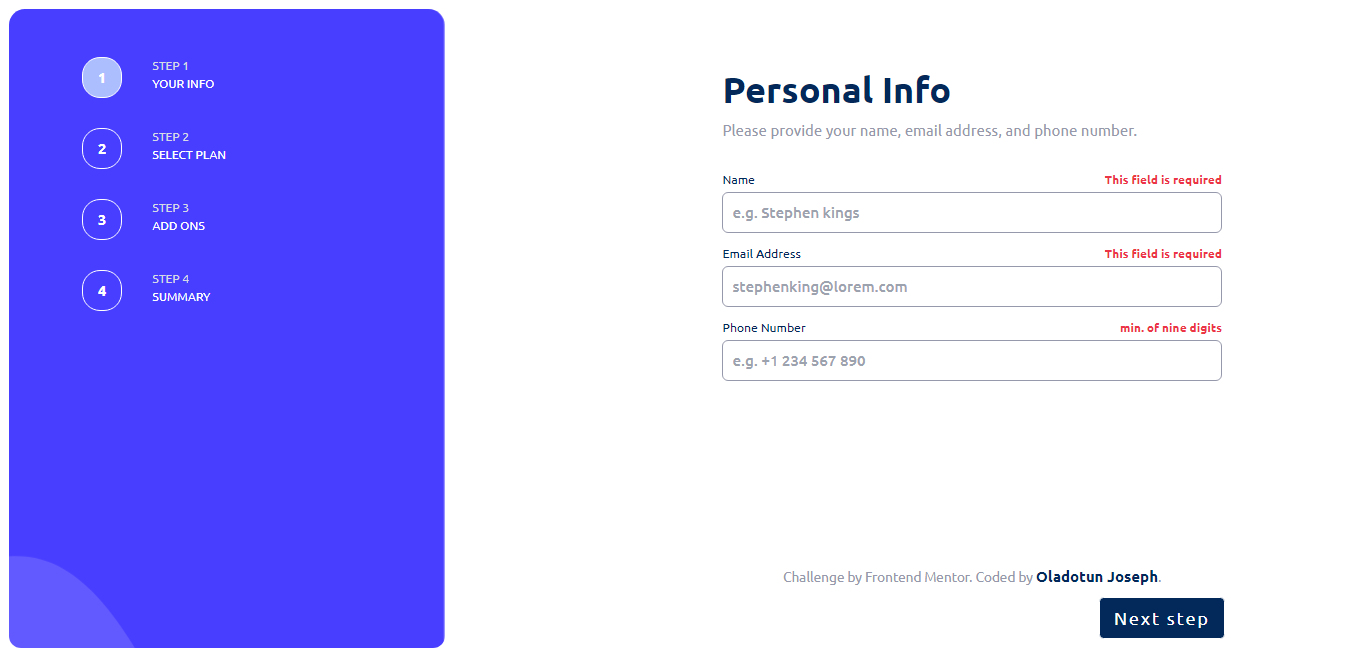 1
STEP 1
YOUR INFO
2
STEP 2
SELECT PLAN
3
STEP 3
ADD ONS
4
STEP 4
SUMMARY
Personal Info
Please provide your name, email address, and phone number.
Name This field is required
e.g. Stephen kings
Email Address This field is required
stephenking@lorem.com
Phone Number min. of nine digits
e.g. +1 234 567 890
Challenge by Frontend Mentor. Coded by Oladotun Joseph.
Next step